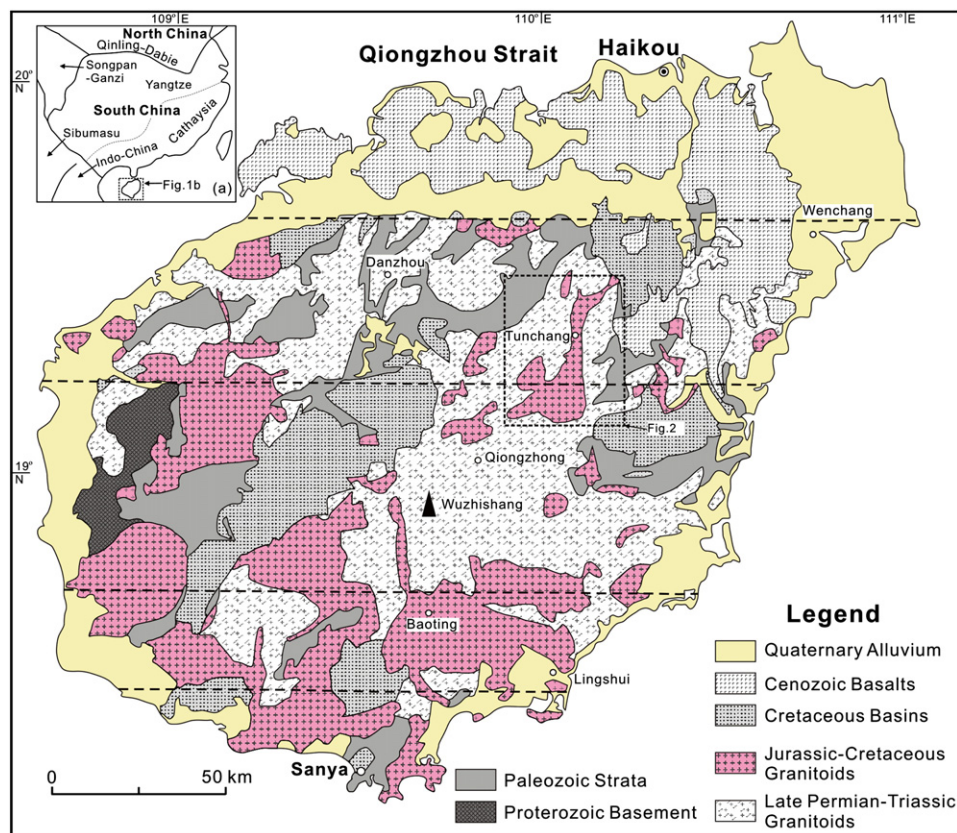 109°E
110°E
111°E
North China
Qinling-Dabie
Songpan
-Ganzi
Yangtze
South China
Cathaysia
Sibumasu
Indo-China
Fig.1b
(a)
20°
N
Qiongzhou Strait
Haikou
Wenchang
Danzhou
Tunchang
Fig.2
19°
N
Qiongzhong
Wuzhishang
Baoting
Lingshui
Sanya
0
50 km
Legend
Quaternary Alluvium
Cenozoic Basalts
Cretaceous Basins
Jurassic-Cretaceous
Granitoids
Late Permian-Triassic
Granitoids
Paleozoic Strata
Proterozoic Basement